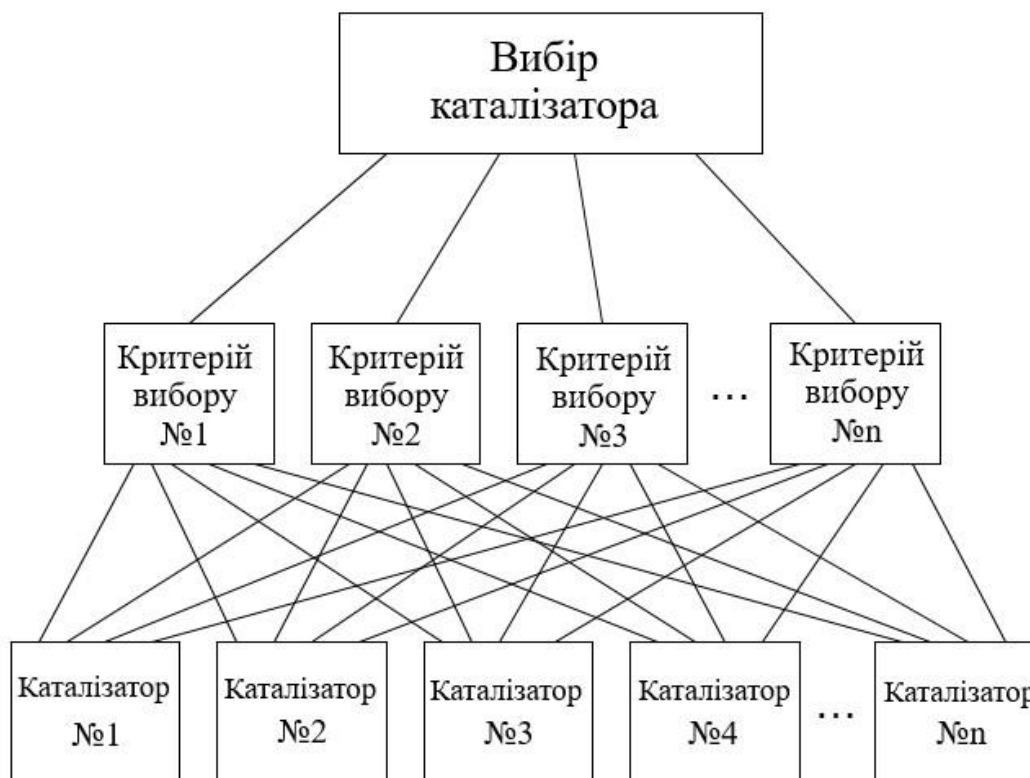 Вибір
каталізатора
Критерій
вибору
№1
Критерій
вибору
№2
Критерій
вибору
№3
...
Критерій
вибору
№n
Каталізатор
№1
Каталізатор
№2
Каталізатор
№3
Каталізатор
№4
...
Каталізатор
№n